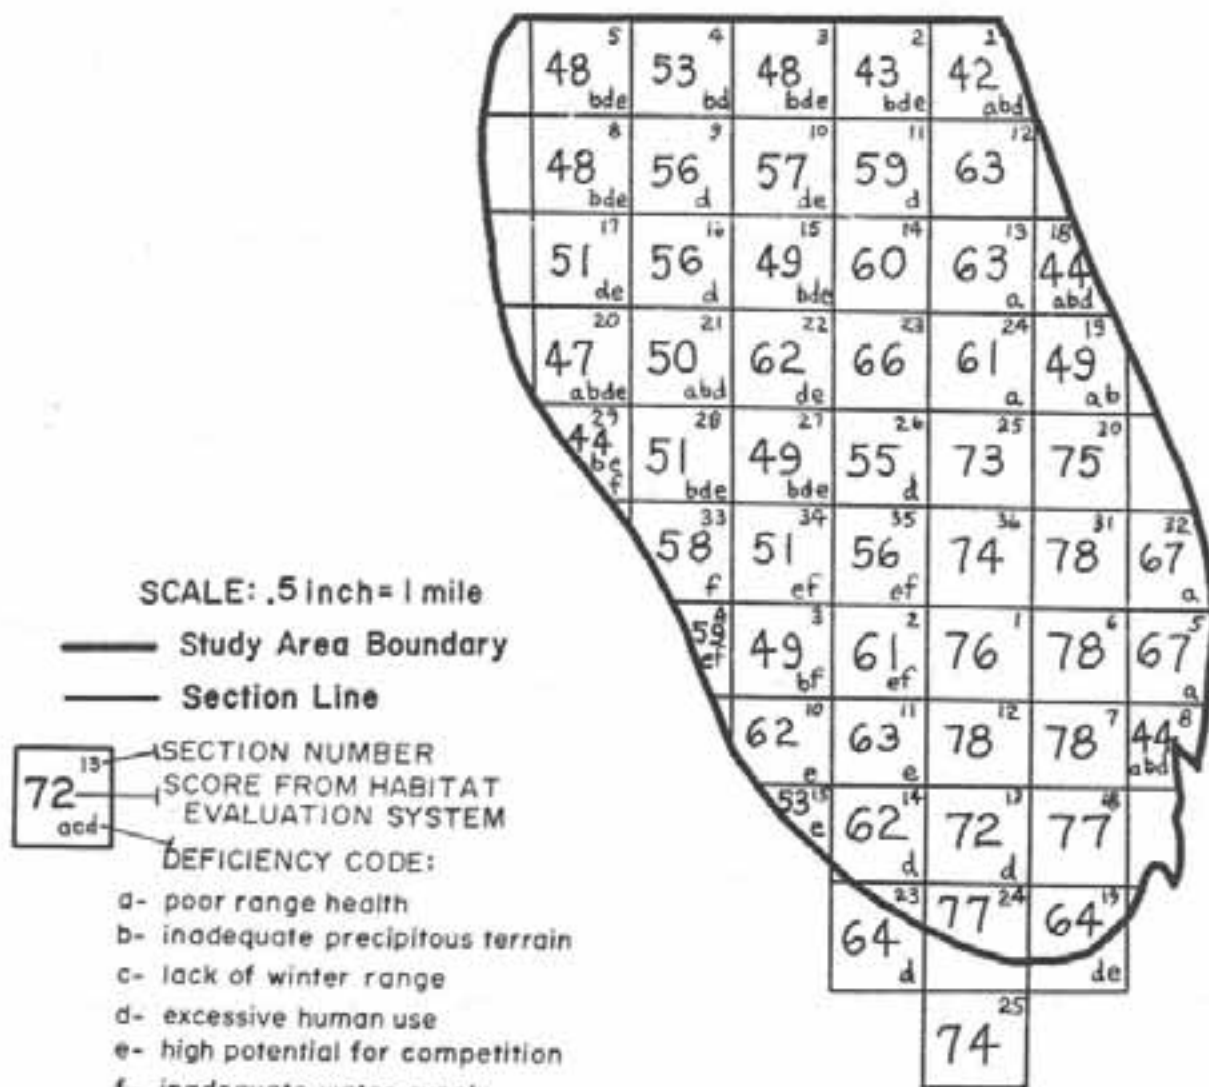 5 4 3 2 1
48 53 48 43 42
bde bd bde bde abd
8 9 10 11 12
48 56 57 59 63
bde d de d
17 16 15 14 13 18
51 56 49 60 63 44
de d bde a abd
20 21 22 23 24 19
47 50 62 66 61 49
abde abd de a ab
29 28 27 26 25 30
44 51 49 55 73 75
be f bde bde d
33 34 35 36 31 32
58 51 56 74 78 67
f ef ef a
SCALE: .5 inch = 1 mile
4 3 2 1 6 5
49 61 76 78 67
bf ef a
Study Area Boundary
Section Line
10 11 12 7 8
62 63 78 78 44
e e abd
13 SECTION NUMBER
72 SCORE FROM HABITAT
EVALUATION SYSTEM
acd
DEFICIENCY CODE:
15 14 13 18
53 62 72 77
e d d
23 24 19
64 77 64
d de
25
74
a- poor range health
b- inadequate precipitous terrain
c- lack of winter range
d- excessive human use
e- high potential for competition
f- inadequate water supply